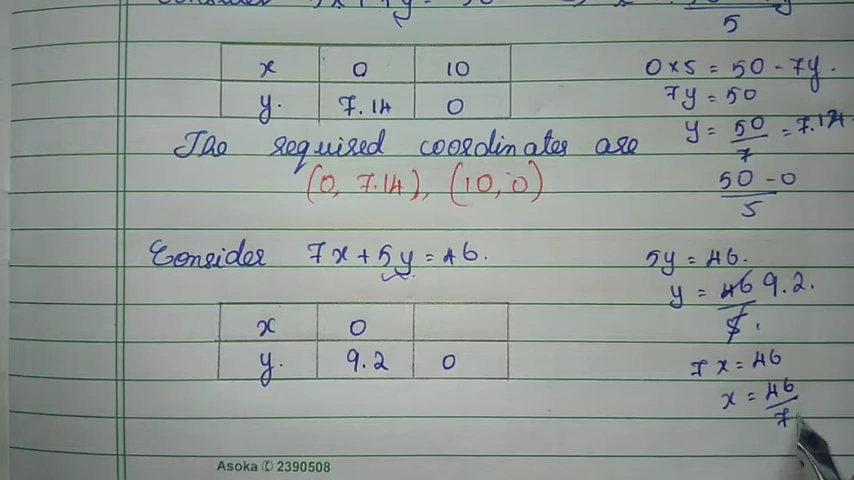 5
x 0 10
y. 7.14 0
The required coordinates are
(0, 7.14), (10, 0)
0 x 5 = 50 - 7y.
7y = 50
y = 50/7 = 7.14
50 - 0
5
Consider 7x + 5y = 46.
x 0
y. 9.2 0
5y = 46.
y = 46/5 9.2.
7x = 46
x = 46/7
Asoka ✆ 2390508